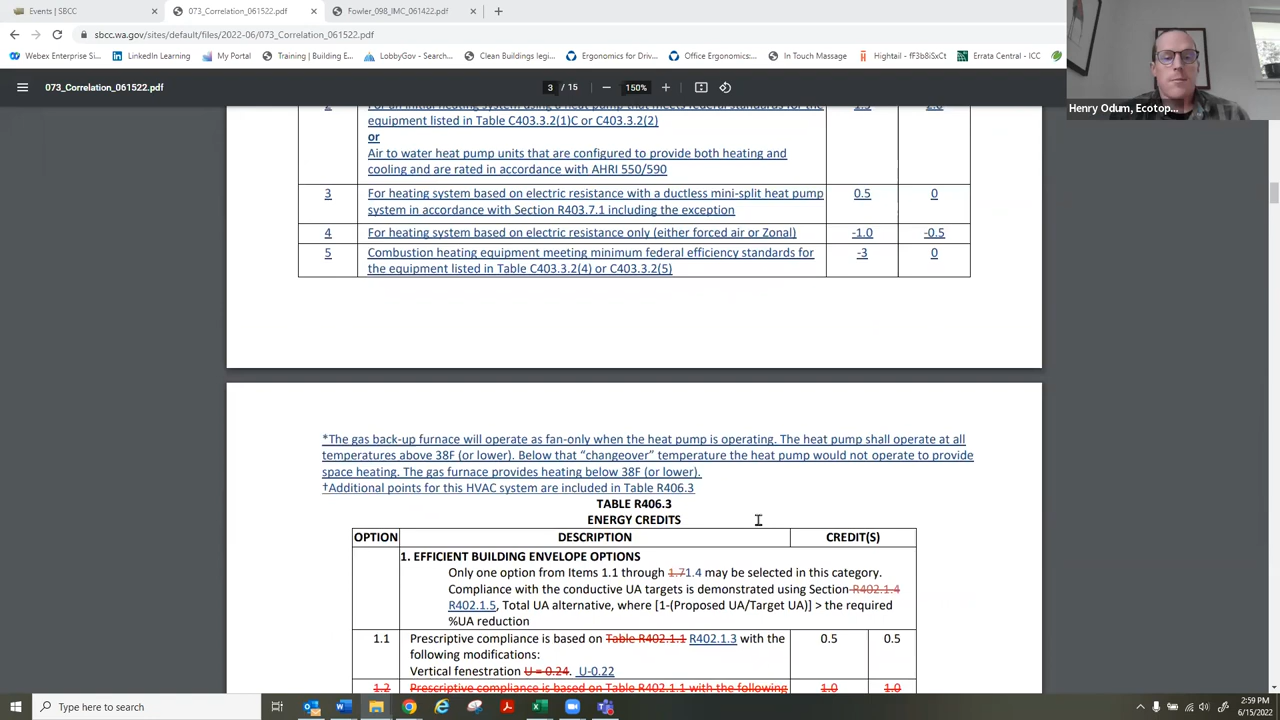 Events | SBCC
073_Correlation_061522.pdf
Fowler_098_IMC_061422.pdf
sbcc.wa.gov/sites/default/files/2022-06/073_Correlation_061522.pdf
Webex Enterprise Si...
LinkedIn Learning
My Portal
Training | Building E...
LobbyGov - Search...
Clean Buildings legi...
Ergonomics for Driv...
Office Ergonomics f...
In Touch Massage
Hightail - fF3b8iSxCt
Errata Central - ICC
073_Correlation_061522.pdf
3 / 15
150%
Henry Odum, Ecotop...
equipment listed in Table C403.3.2(1)C or C403.3.2(2)
or
Air to water heat pump units that are configured to provide both heating and
cooling and are rated in accordance with AHRI 550/590
3 For heating system based on electric resistance with a ductless mini-split heat pump 0.5 0
system in accordance with Section R403.7.1 including the exception
4 For heating system based on electric resistance only (either forced air or Zonal) -1.0 -0.5
5 Combustion heating equipment meeting minimum federal efficiency standards for -3 0
the equipment listed in Table C403.3.2(4) or C403.3.2(5)
*The gas back-up furnace will operate as fan-only when the heat pump is operating. The heat pump shall operate at all
temperatures above 38F (or lower). Below that “changeover” temperature the heat pump would not operate to provide
space heating. The gas furnace provides heating below 38F (or lower).
†Additional points for this HVAC system are included in Table R406.3
TABLE R406.3
ENERGY CREDITS
OPTION DESCRIPTION CREDIT(S)
1. EFFICIENT BUILDING ENVELOPE OPTIONS
Only one option from Items 1.1 through 1.71.4 may be selected in this category.
Compliance with the conductive UA targets is demonstrated using Section R402.1.4
R402.1.5, Total UA alternative, where [1-(Proposed UA/Target UA)] > the required
%UA reduction
1.1 Prescriptive compliance is based on Table R402.1.1 R402.1.3 with the 0.5 0.5
following modifications:
Vertical fenestration U = 0.24. U-0.22
1.2 Prescriptive compliance is based on Table R402.1.1 with the following 1.0 1.0
Type here to search
2:59 PM
6/15/2022